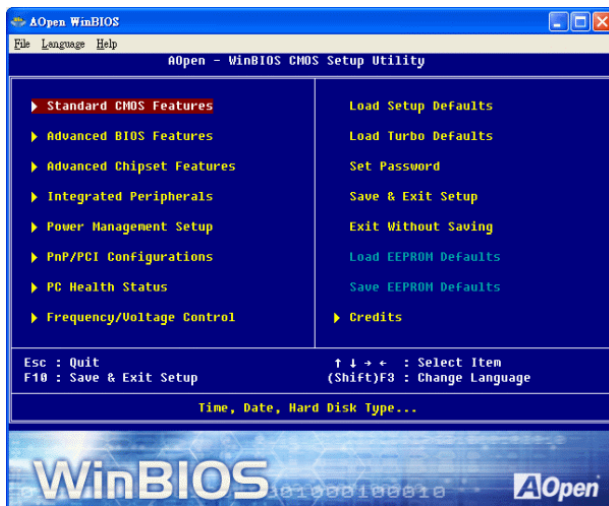 AOpen WinBIOS
File Language Help
AOpen - WinBIOS CMOS Setup Utility
Standard CMOS Features
Advanced BIOS Features
Advanced Chipset Features
Integrated Peripherals
Power Management Setup
PnP/PCI Configurations
PC Health Status
Frequency/Voltage Control
Load Setup Defaults
Load Turbo Defaults
Set Password
Save & Exit Setup
Exit Without Saving
Load EEPROM Defaults
Save EEPROM Defaults
Credits
Esc : Quit
F10 : Save & Exit Setup
↑ ↓ → ← : Select Item
(Shift)F3 : Change Language
Time, Date, Hard Disk Type...
WinBIOS
AOpen